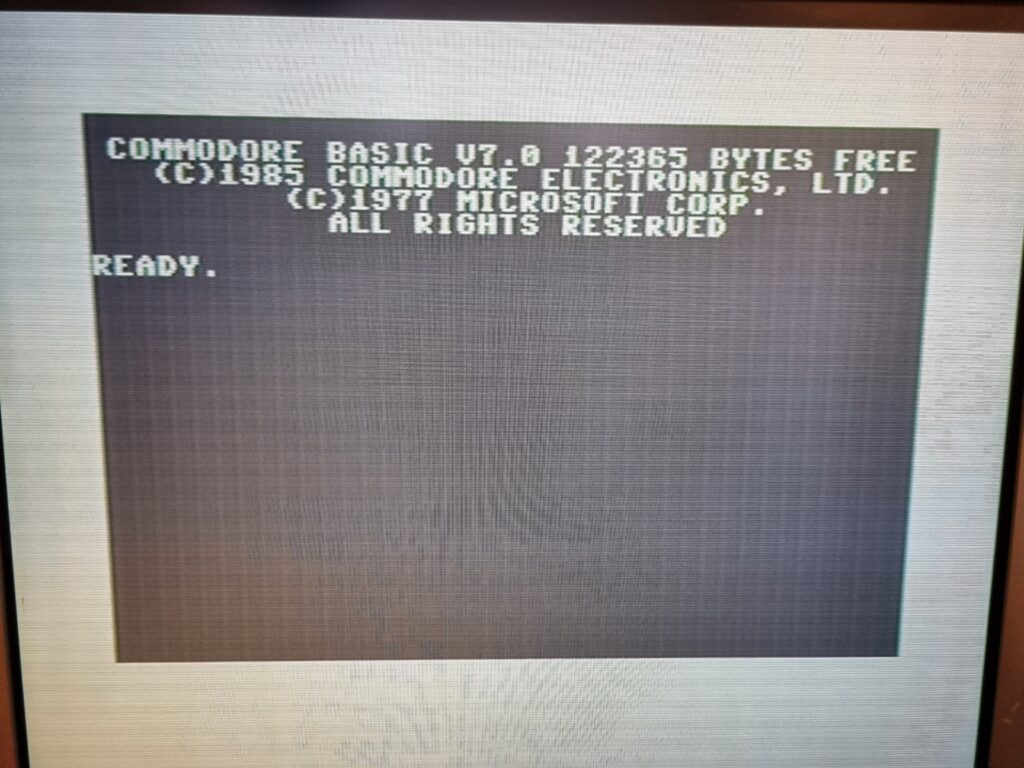 COMMODORE BASIC V7.0 122365 BYTES FREE
(C)1985 COMMODORE ELECTRONICS, LTD.
(C)1977 MICROSOFT CORP.
ALL RIGHTS RESERVED
READY.